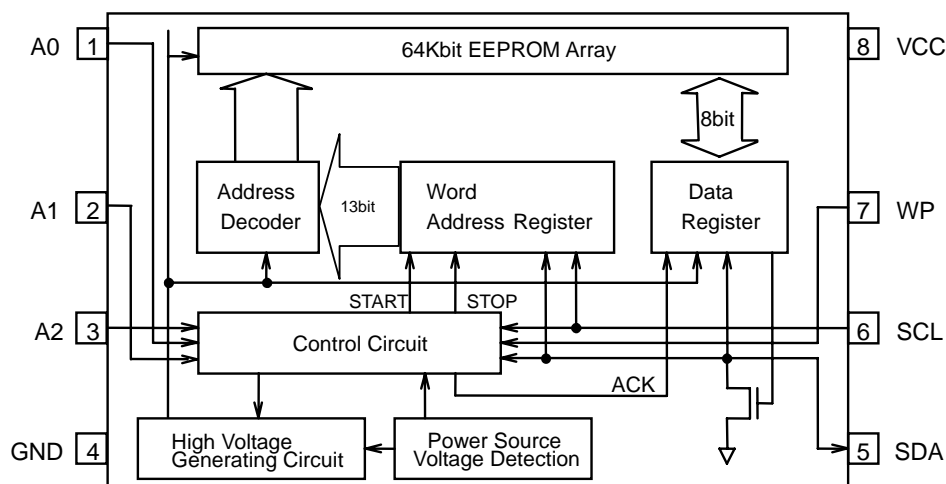 A0 1
64Kbit EEPROM Array
8 VCC
8bit
A1 2
Address
Decoder
13bit
Word
Address Register
Data
Register
7 WP
START
STOP
A2 3
Control Circuit
6 SCL
ACK
GND 4
High Voltage
Generating Circuit
Power Source
Voltage Detection
5 SDA